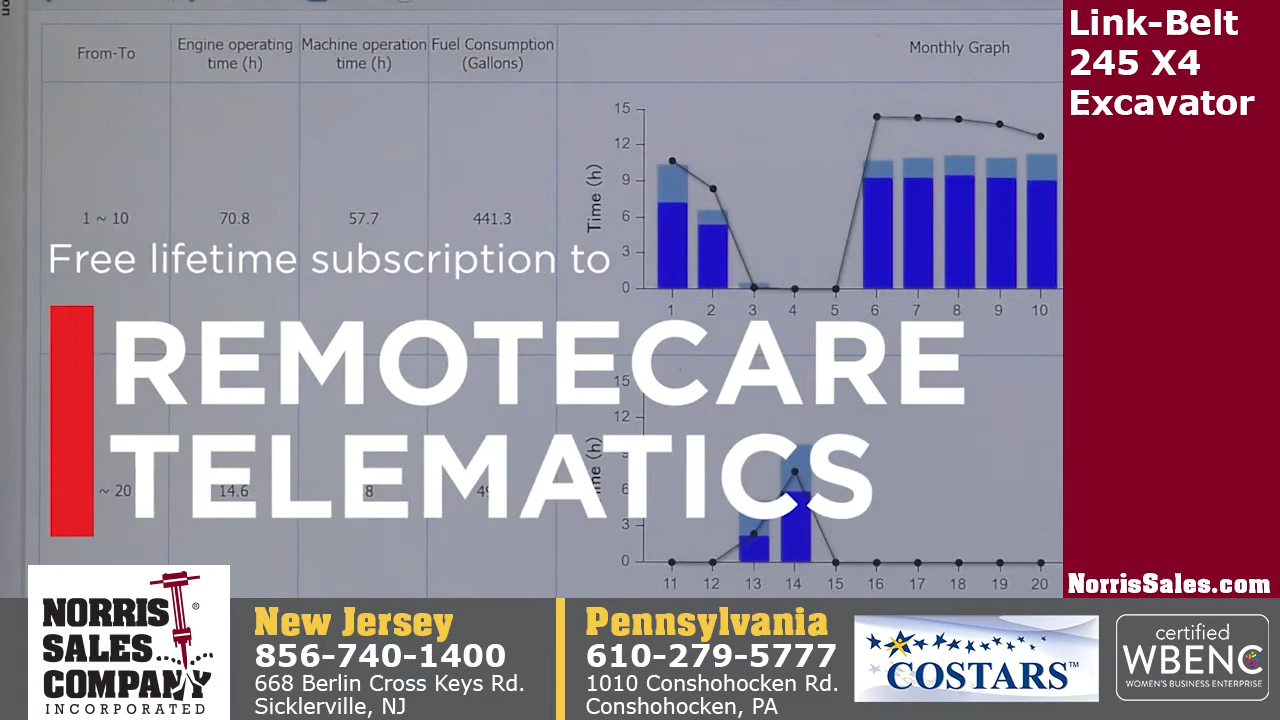 on
From-To
Engine operating time (h)
Machine operation time (h)
Fuel Consumption (Gallons)
Monthly Graph
1 ~ 10
70.8
57.7
441.3
Time (h)
15
12
9
6
3
0
1 2 3 4 5 6 7 8 9 10
Free lifetime subscription to
REMOTECARE
TELEMATICS
~ 20
14.6
8
15
12
6
3
0
11 12 13 14 15 16 17 18 19 20
Link-Belt
245 X4
Excavator
NorrisSales.com
NORRIS
SALES
COMPANY
INCORPORATED
®
New Jersey
856-740-1400
668 Berlin Cross Keys Rd.
Sicklerville, NJ
Pennsylvania
610-279-5777
1010 Conshohocken Rd.
Conshohocken, PA
COSTARS™
certified
WBENC
WOMEN'S BUSINESS ENTERPRISE